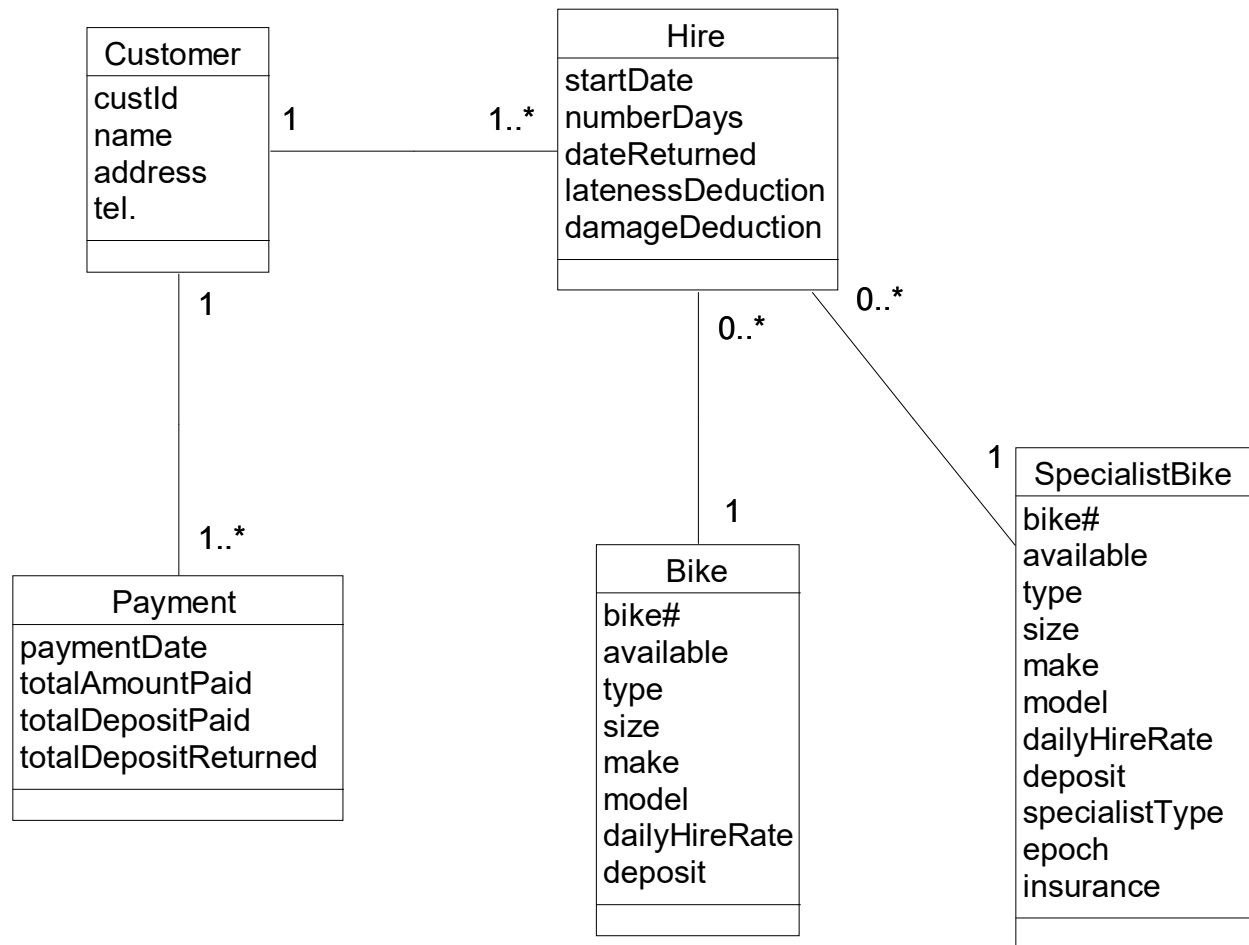 Customer
custId
name
address
tel.
1
1..*
Hire
startDate
numberDays
dateReturned
latenessDeduction
damageDeduction
1
1..*
Payment
paymentDate
totalAmountPaid
totalDepositPaid
totalDepositReturned
0..*
1
Bike
bike#
available
type
size
make
model
dailyHireRate
deposit
0..*
1
SpecialistBike
bike#
available
type
size
make
model
dailyHireRate
deposit
specialistType
epoch
insurance